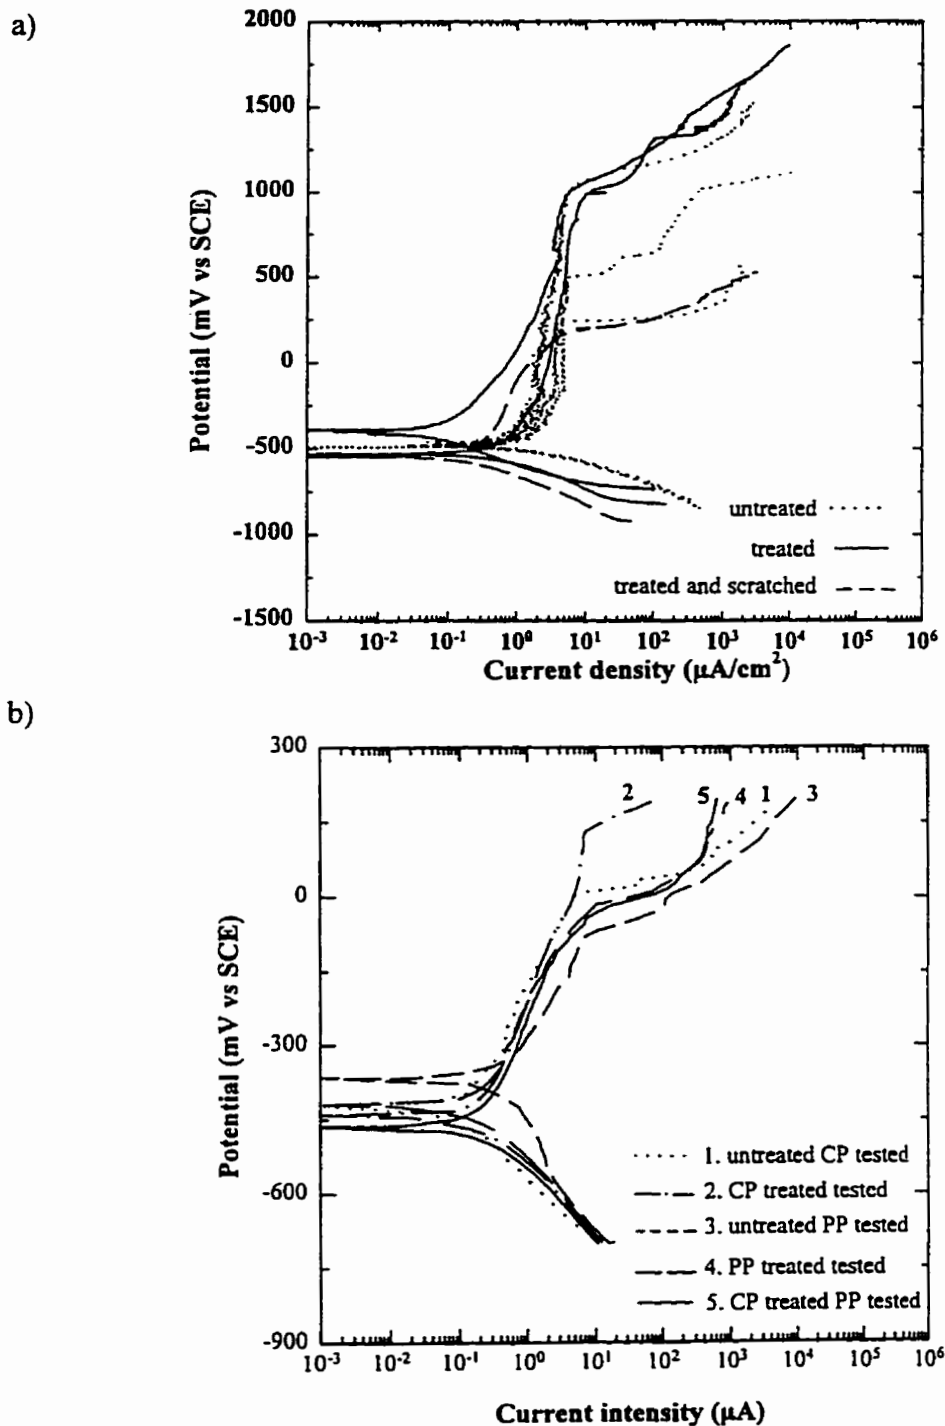 a)
2000
1500
1000
500
0
-500
-1000
-1500
Potential (mV vs SCE)
untreated
treated
treated and scratched
10-3 10-2 10-1 100 101 102 103 104 105 106
Current density (μA/cm2)
b)
300
0
-300
-600
-900
Potential (mV vs SCE)
2 5 4 1 3
1. untreated CP tested
2. CP treated tested
3. untreated PP tested
4. PP treated tested
5. CP treated PP tested
10-3 10-2 10-1 100 101 102 103 104 105 106
Current intensity (μA)